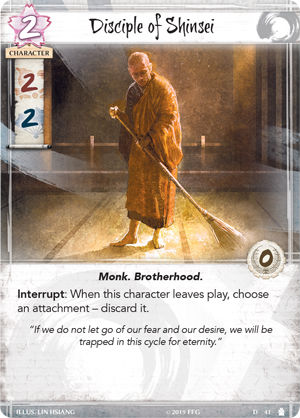 2
Disciple of Shinsei
CHARACTER
2
2
0
Monk. Brotherhood.
Interrupt: When this character leaves play, choose
an attachment – discard it.
“If we do not let go of our fear and our desire, we will be
trapped in this cycle for eternity.”
ILLUS. LIN HSIANG
© 2019 FFG
D 41